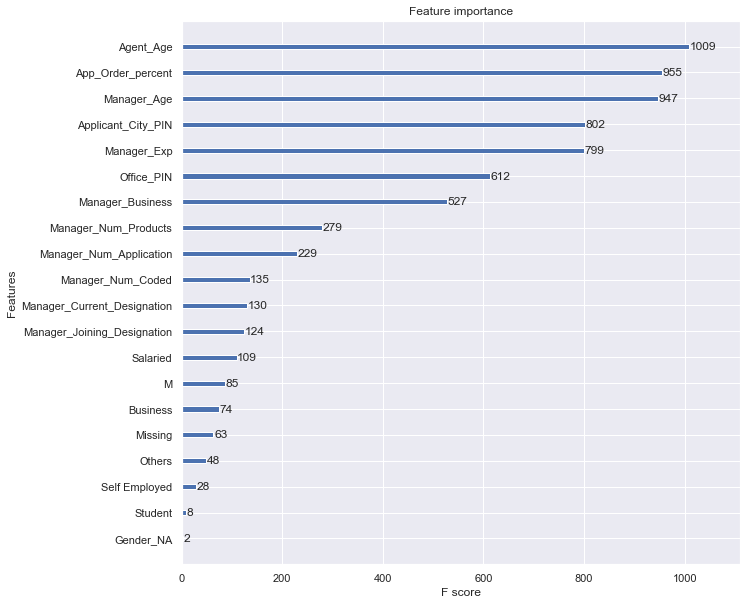 Feature importance
Agent_Age 1009
App_Order_percent 955
Manager_Age 947
Applicant_City_PIN 802
Manager_Exp 799
Office_PIN 612
Manager_Business 527
Manager_Num_Products 279
Manager_Num_Application 229
Manager_Num_Coded 135
Manager_Current_Designation 130
Manager_Joining_Designation 124
Salaried 109
M 85
Business 74
Missing 63
Others 48
Self Employed 28
Student 8
Gender_NA 2
Features
0 200 400 600 800 1000
F score